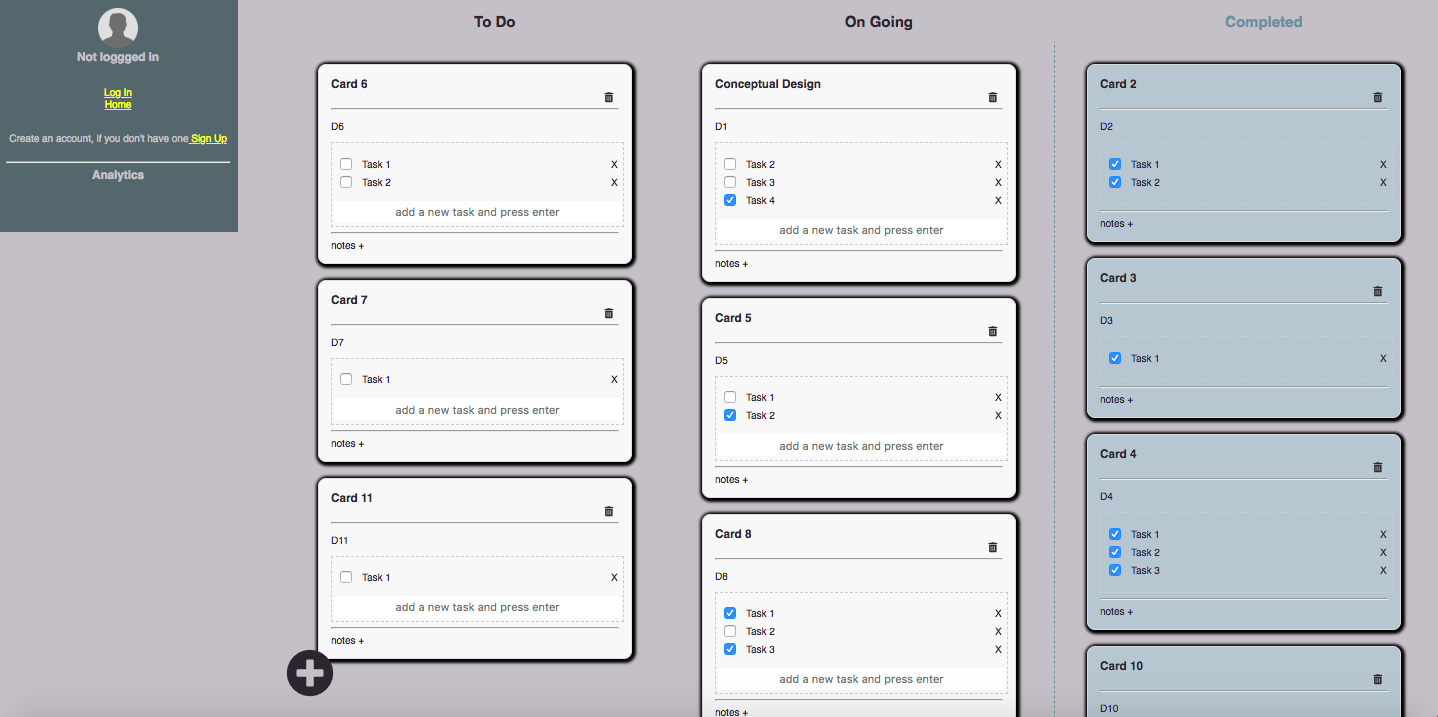 Not loggged in
Log In
Home
Create an account, if you don't have one Sign Up
Analytics
To Do
Card 6
D6
Task 1 X
Task 2 X
add a new task and press enter
notes +
Card 7
D7
Task 1 X
add a new task and press enter
notes +
Card 11
D11
Task 1 X
add a new task and press enter
notes +
On Going
Conceptual Design
D1
Task 2 X
Task 3 X
Task 4 X
add a new task and press enter
notes +
Card 5
D5
Task 1 X
Task 2 X
add a new task and press enter
notes +
Card 8
D8
Task 1 X
Task 2 X
Task 3 X
add a new task and press enter
notes +
Completed
Card 2
D2
Task 1 X
Task 2 X
notes +
Card 3
D3
Task 1 X
notes +
Card 4
D4
Task 1 X
Task 2 X
Task 3 X
notes +
Card 10
D10